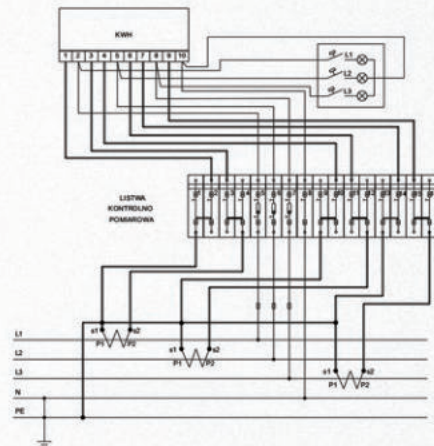 KWH
1 2 3 4 5 6 7 8 9 10
L1
L2
L3
LISTWA
KONTROLNO
POMIAROWA
s1 s2
P1 P2
s1 s2
P1 P2
s1 s2
P1 P2
L1
L2
L3
N
PE